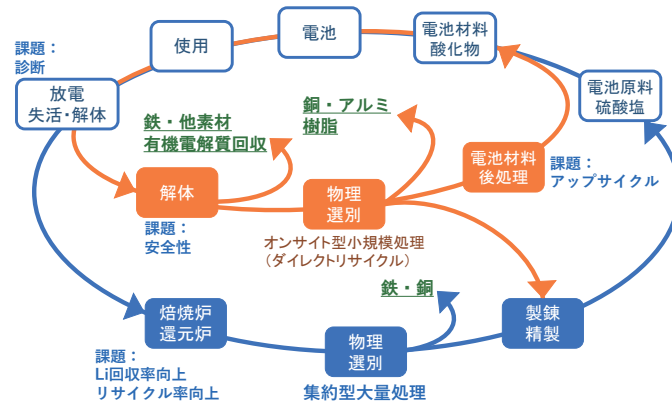 課題：
診断
使用
電池
電池材料
酸化物
放電
失活・解体
電池原料
硫酸塩
鉄・他素材
有機電解質回収
銅・アルミ
樹脂
解体
課題：
安全性
物理
選別
電池材料
後処理
課題：
アップサイクル
オンサイト型小規模処理
（ダイレクトリサイクル）
鉄・銅
焙焼炉
還元炉
課題：
Li回収率向上
リサイクル率向上
物理
選別
集約型大量処理
製錬
精製